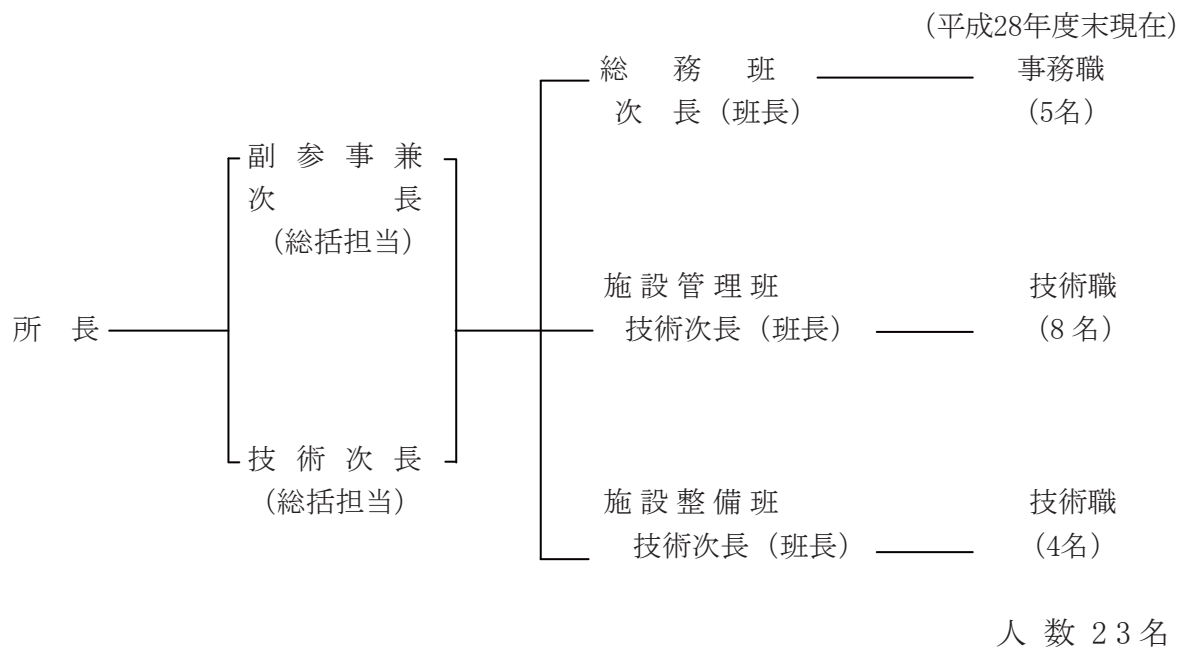 (平成28年度末現在)
総務班
事務職
次長(班長)
(5名)
副参事兼
次長
(総括担当)
施設管理班
技術職
所長
技術次長(班長)
(8名)
技術次長
(総括担当)
施設整備班
技術職
技術次長(班長)
(4名)
人数 23名